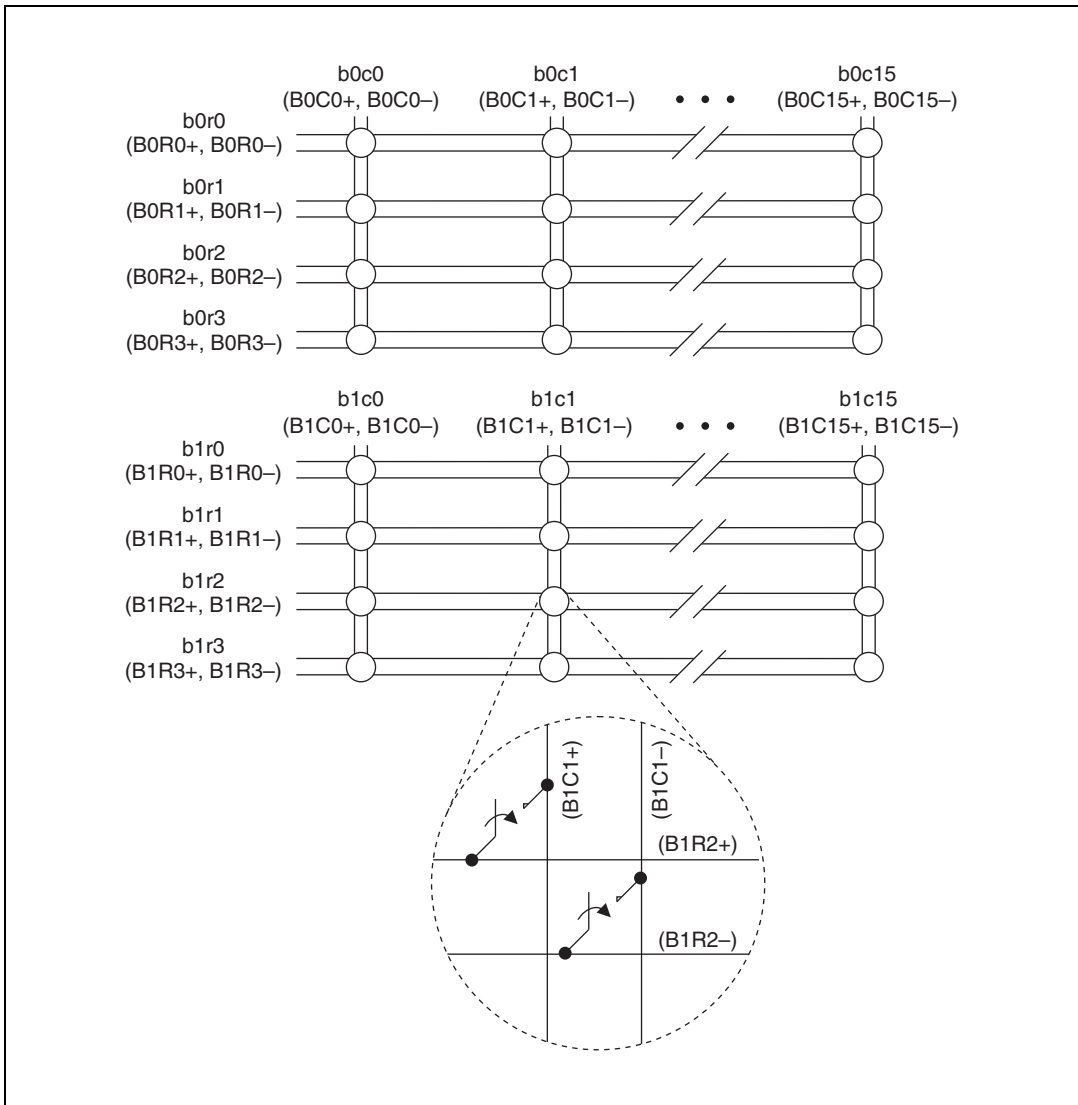 b0c0 b0c1 b0c15
(B0C0+, B0C0–) (B0C1+, B0C1–) • • • (B0C15+, B0C15–)
b0r0
(B0R0+, B0R0–)
b0r1
(B0R1+, B0R1–)
b0r2
(B0R2+, B0R2–)
b0r3
(B0R3+, B0R3–)
b1c0 b1c1 b1c15
(B1C0+, B1C0–) (B1C1+, B1C1–) • • • (B1C15+, B1C15–)
b1r0
(B1R0+, B1R0–)
b1r1
(B1R1+, B1R1–)
b1r2
(B1R2+, B1R2–)
b1r3
(B1R3+, B1R3–)
(B1C1+)
(B1C1–)
(B1R2+)
(B1R2–)